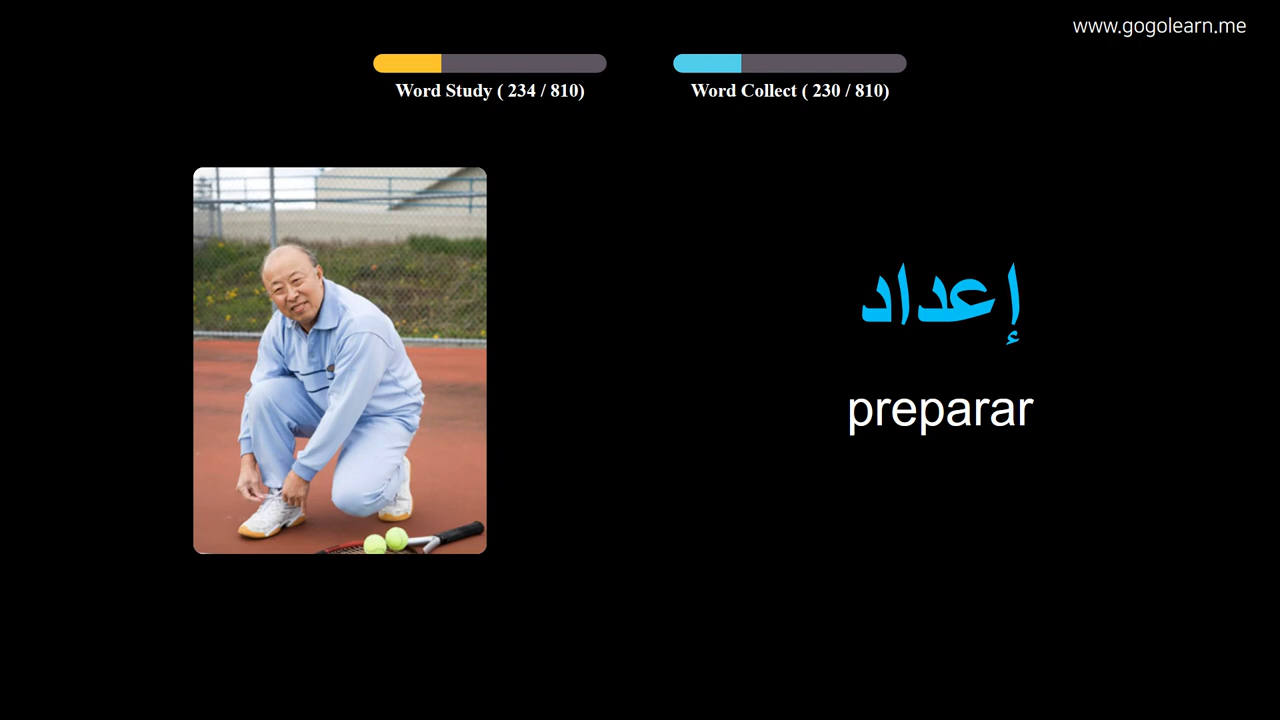 www.gogolearn.me
Word Study ( 234 / 810)
Word Collect ( 230 / 810)
إعداد
preparar